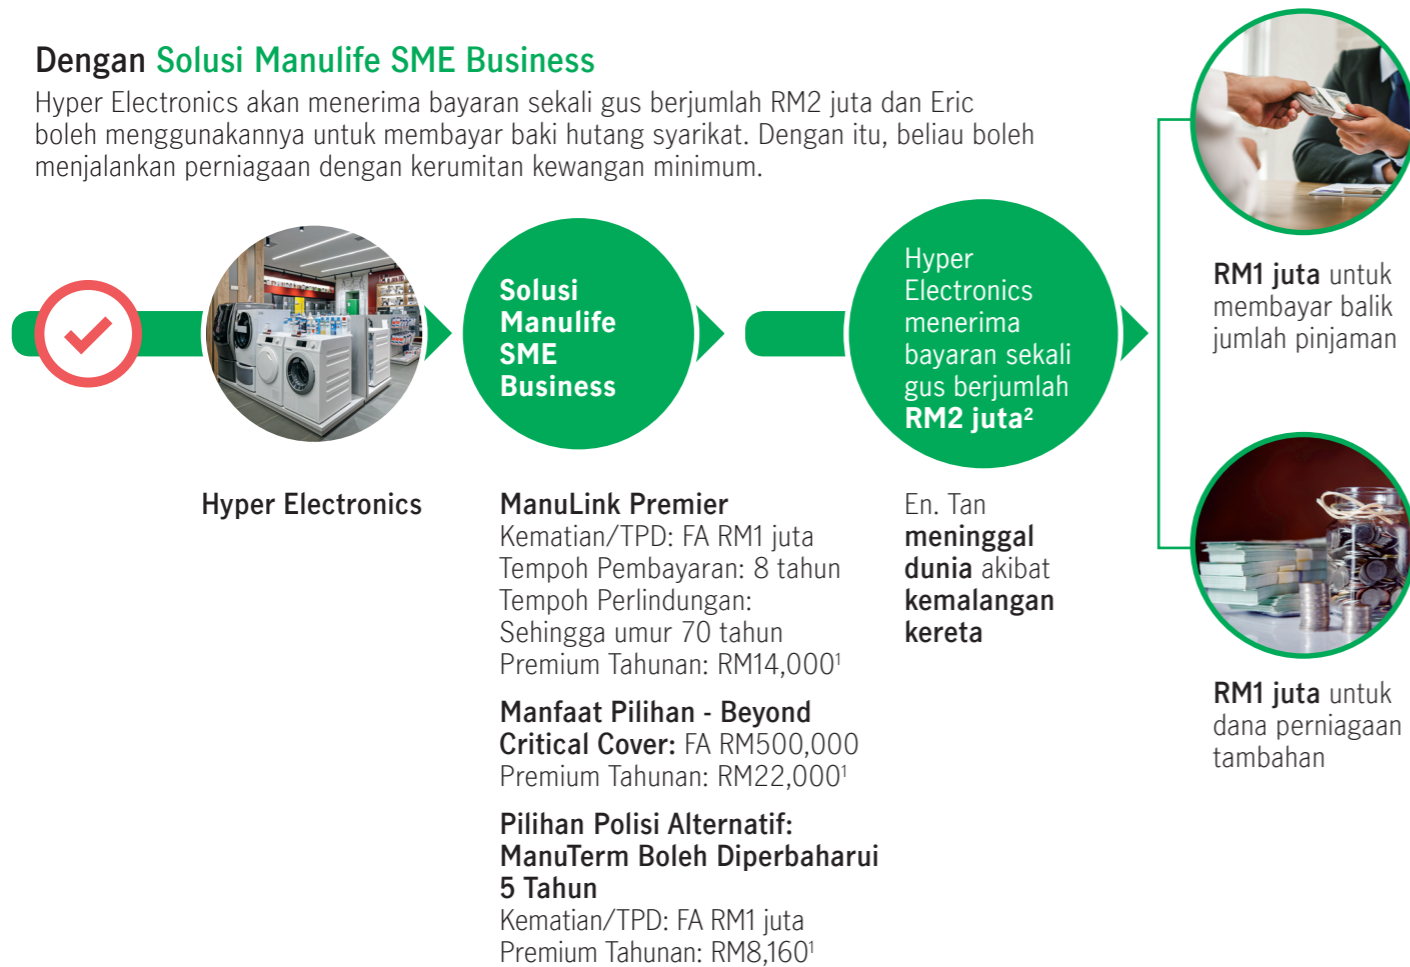 Dengan Solusi Manulife SME Business
Hyper Electronics akan menerima bayaran sekali gus berjumlah RM2 juta dan Eric
boleh menggunakannya untuk membayar baki hutang syarikat. Dengan itu, beliau boleh
menjalankan perniagaan dengan kerumitan kewangan minimum.
Hyper Electronics
Solusi
Manulife
SME
Business
ManuLink Premier
Kematian/TPD: FA RM1 juta
Tempoh Pembayaran: 8 tahun
Tempoh Perlindungan:
Sehingga umur 70 tahun
Premium Tahunan: RM14,000¹
Manfaat Pilihan - Beyond
Critical Cover: FA RM500,000
Premium Tahunan: RM22,000¹
Pilihan Polisi Alternatif:
ManuTerm Boleh Diperbaharui
5 Tahun
Kematian/TPD: FA RM1 juta
Premium Tahunan: RM8,160¹
Hyper
Electronics
menerima
bayaran sekali
gus berjumlah
RM2 juta²
En. Tan
meninggal
dunia akibat
kemalangan
kereta
RM1 juta untuk
membayar balik
jumlah pinjaman
RM1 juta untuk
dana perniagaan
tambahan